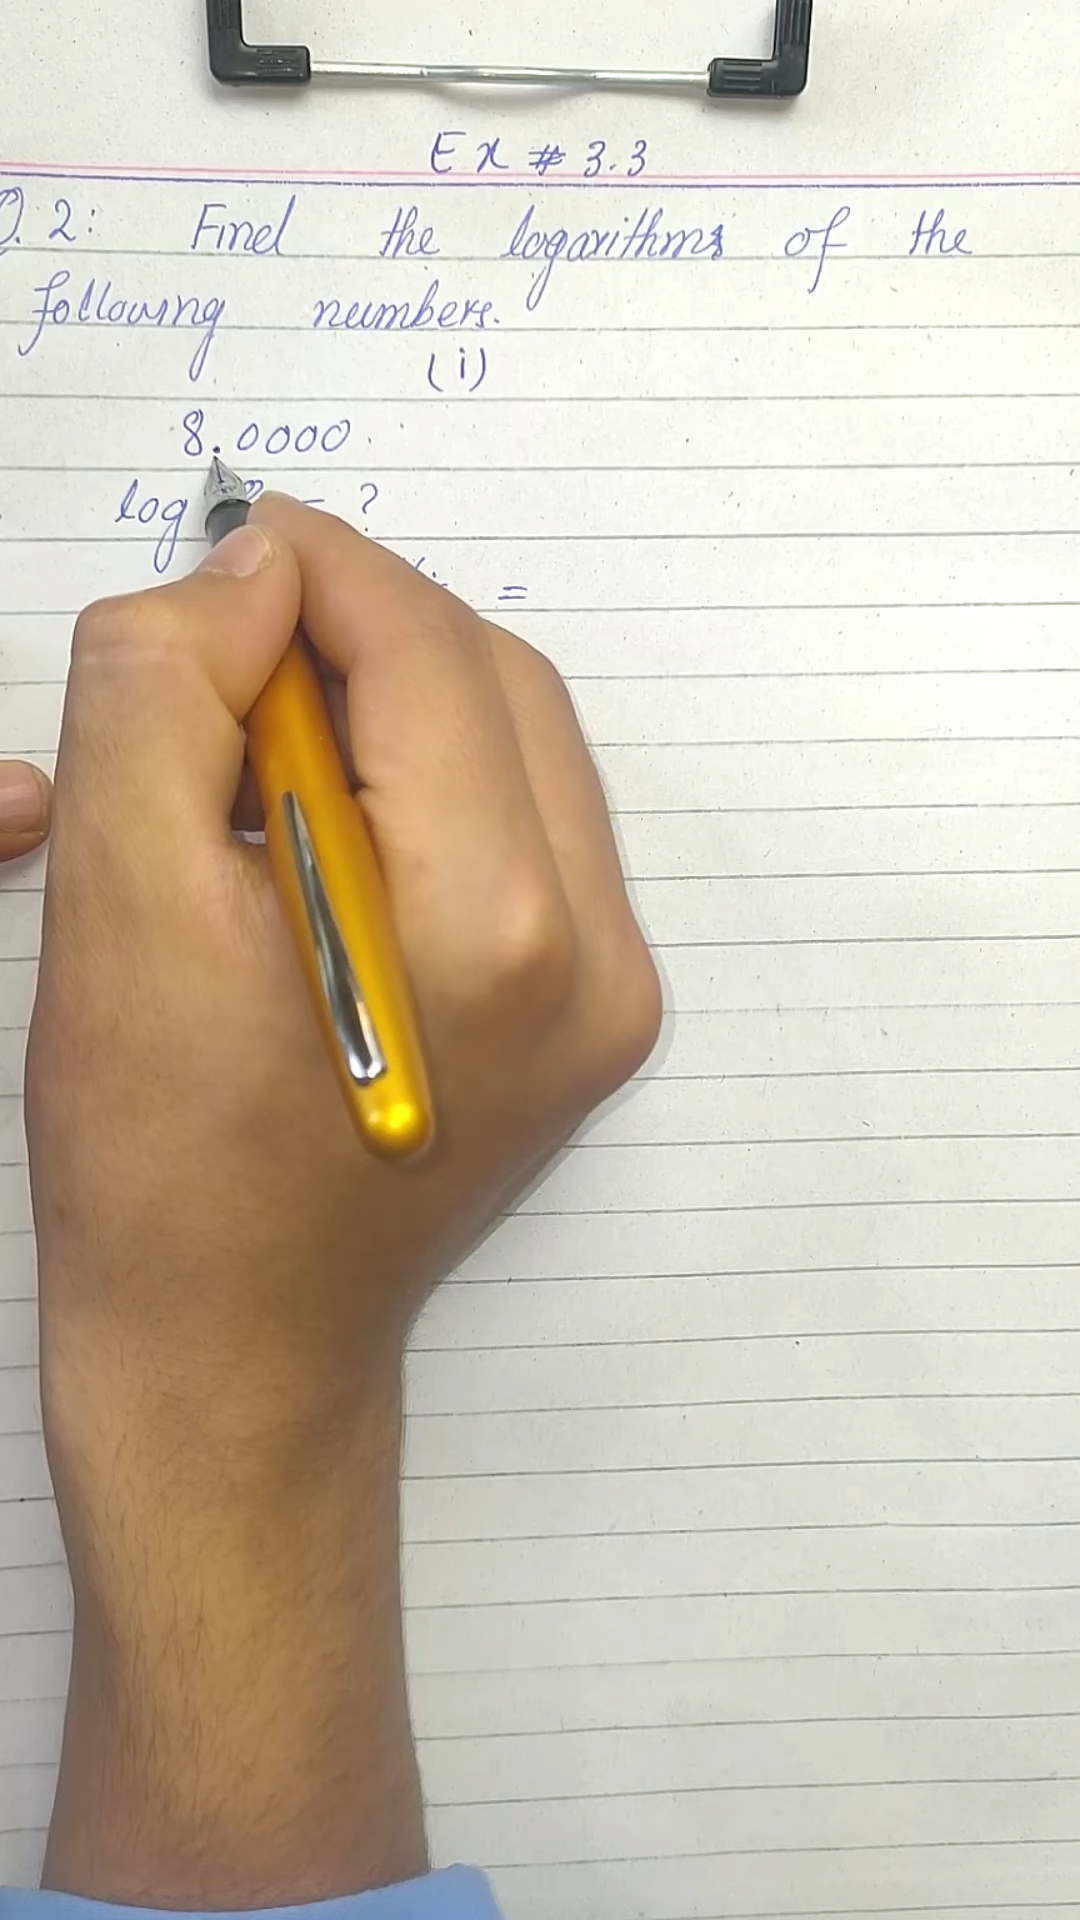 Ex # 3.3
Q.2: Find the logarithms of the
following numbers.
(i)
8.0000
log = ?
=